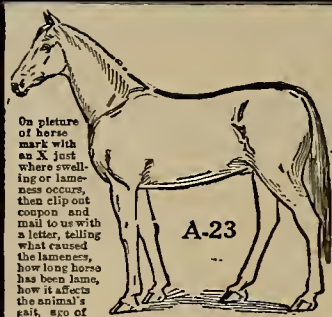 On picture
of horse
mark with
an X just
where swell-
ing or lame-
ness occurs,
then clip out
coupon and
mail to us with
a letter, telling
what caused
the lameness,
how long horse
has been lame,
how it affects
the animal's
gait, age of
A-23